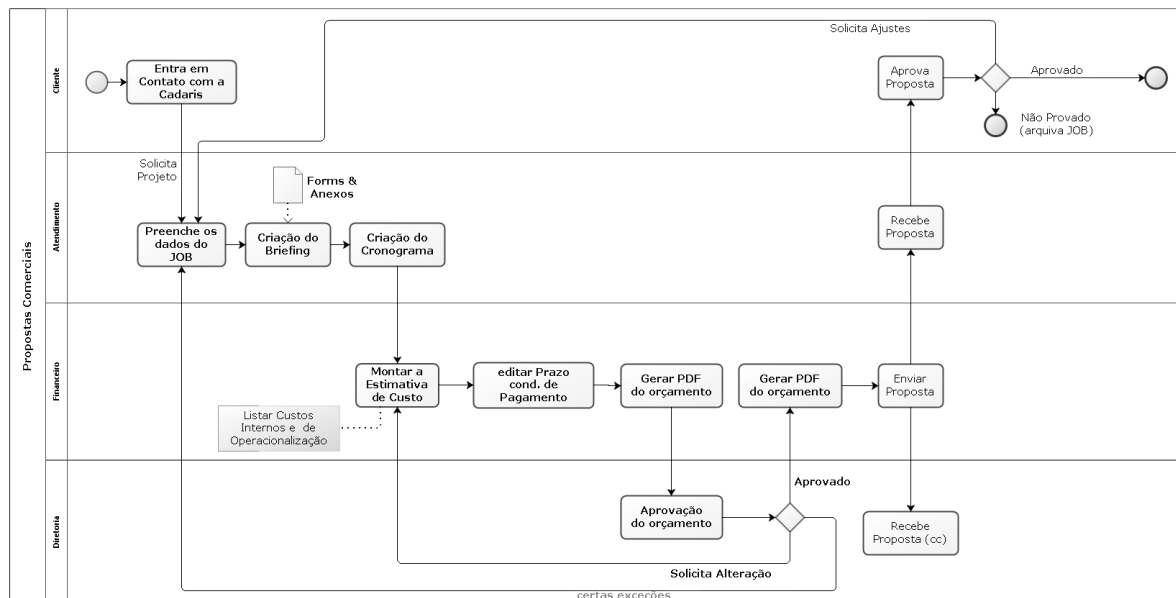 Propostas Comerciais
Cliente
Entra em
Contato com a
Cadaris
Solicita Ajustes
Aprova
Proposta
Aprovado
Não Provado
(arquiva JOB)
Atendimento
Solicita
Projeto
Forms &
Anexos
Preenche os
dados do
JOB
Criação do
Briefing
Criação do
Cronograma
Recebe
Proposta
Financeiro
Montar a
Estimativa
de Custo
editar Prazo
cond. de
Pagamento
Gerar PDF
do orçamento
Gerar PDF
do orçamento
Enviar
Proposta
Listar Custos
Internos e de
Operacionalização
Diretoria
Aprovado
Aprovação
do orçamento
Recebe
Proposta (cc)
Solicita Alteração
certas exceções